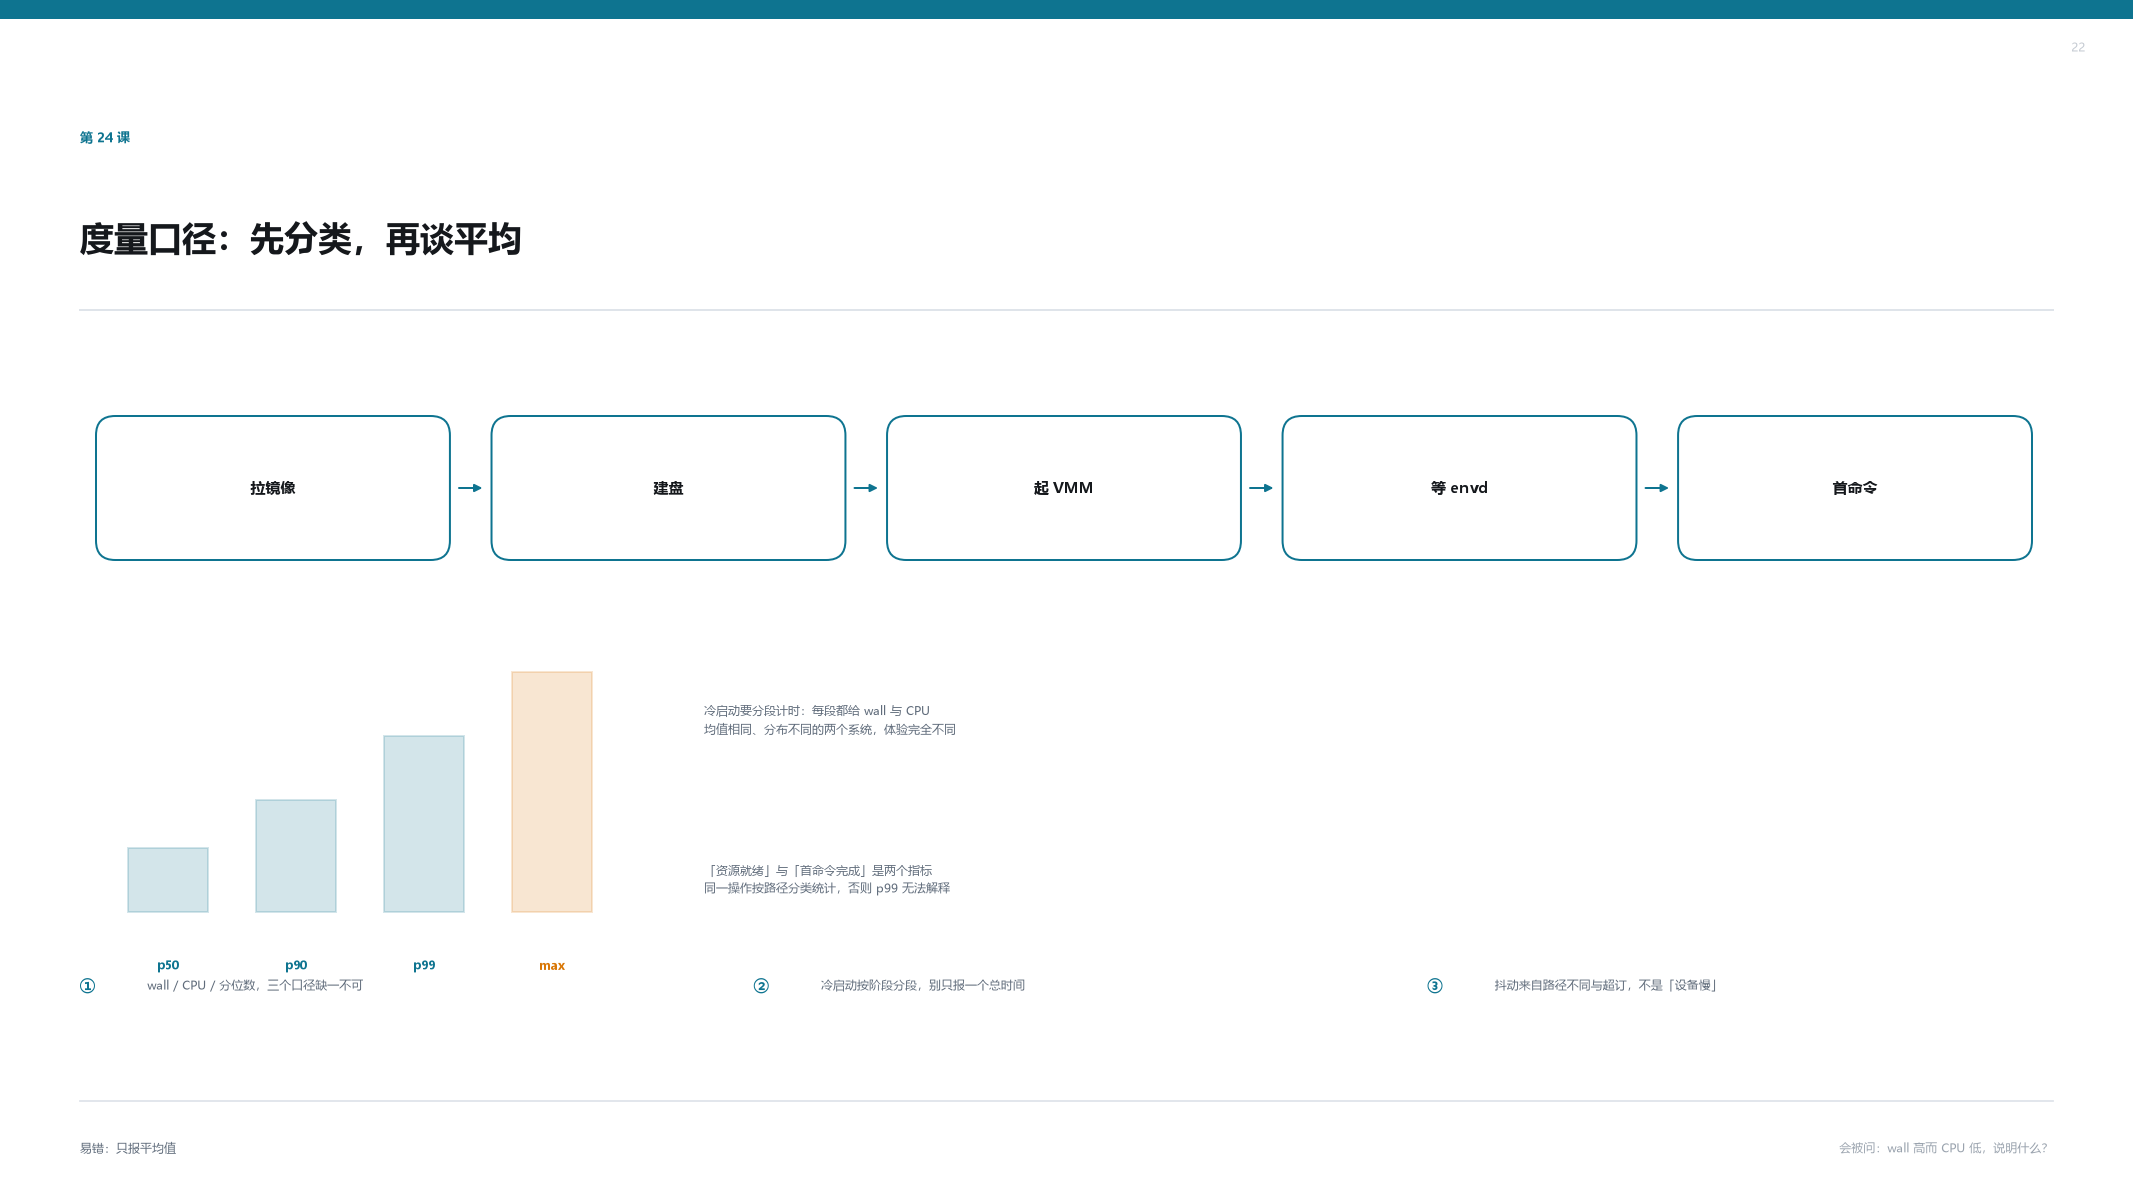 22
第 24 课
度量口径：先分类，再谈平均
拉镜像
建盘
起 VMM
等 envd
首命令
冷启动要分段计时：每段都给 wall 与 CPU
均值相同、分布不同的两个系统，体验完全不同
「资源就绪」与「首命令完成」是两个指标
同一操作按路径分类统计，否则 p99 无法解释
p50
p90
p99
max
① wall / CPU / 分位数，三个口径缺一不可
② 冷启动按阶段分段，别只报一个总时间
③ 抖动来自路径不同与超订，不是「设备慢」
易错：只报平均值
会被问：wall 高而 CPU 低，说明什么？